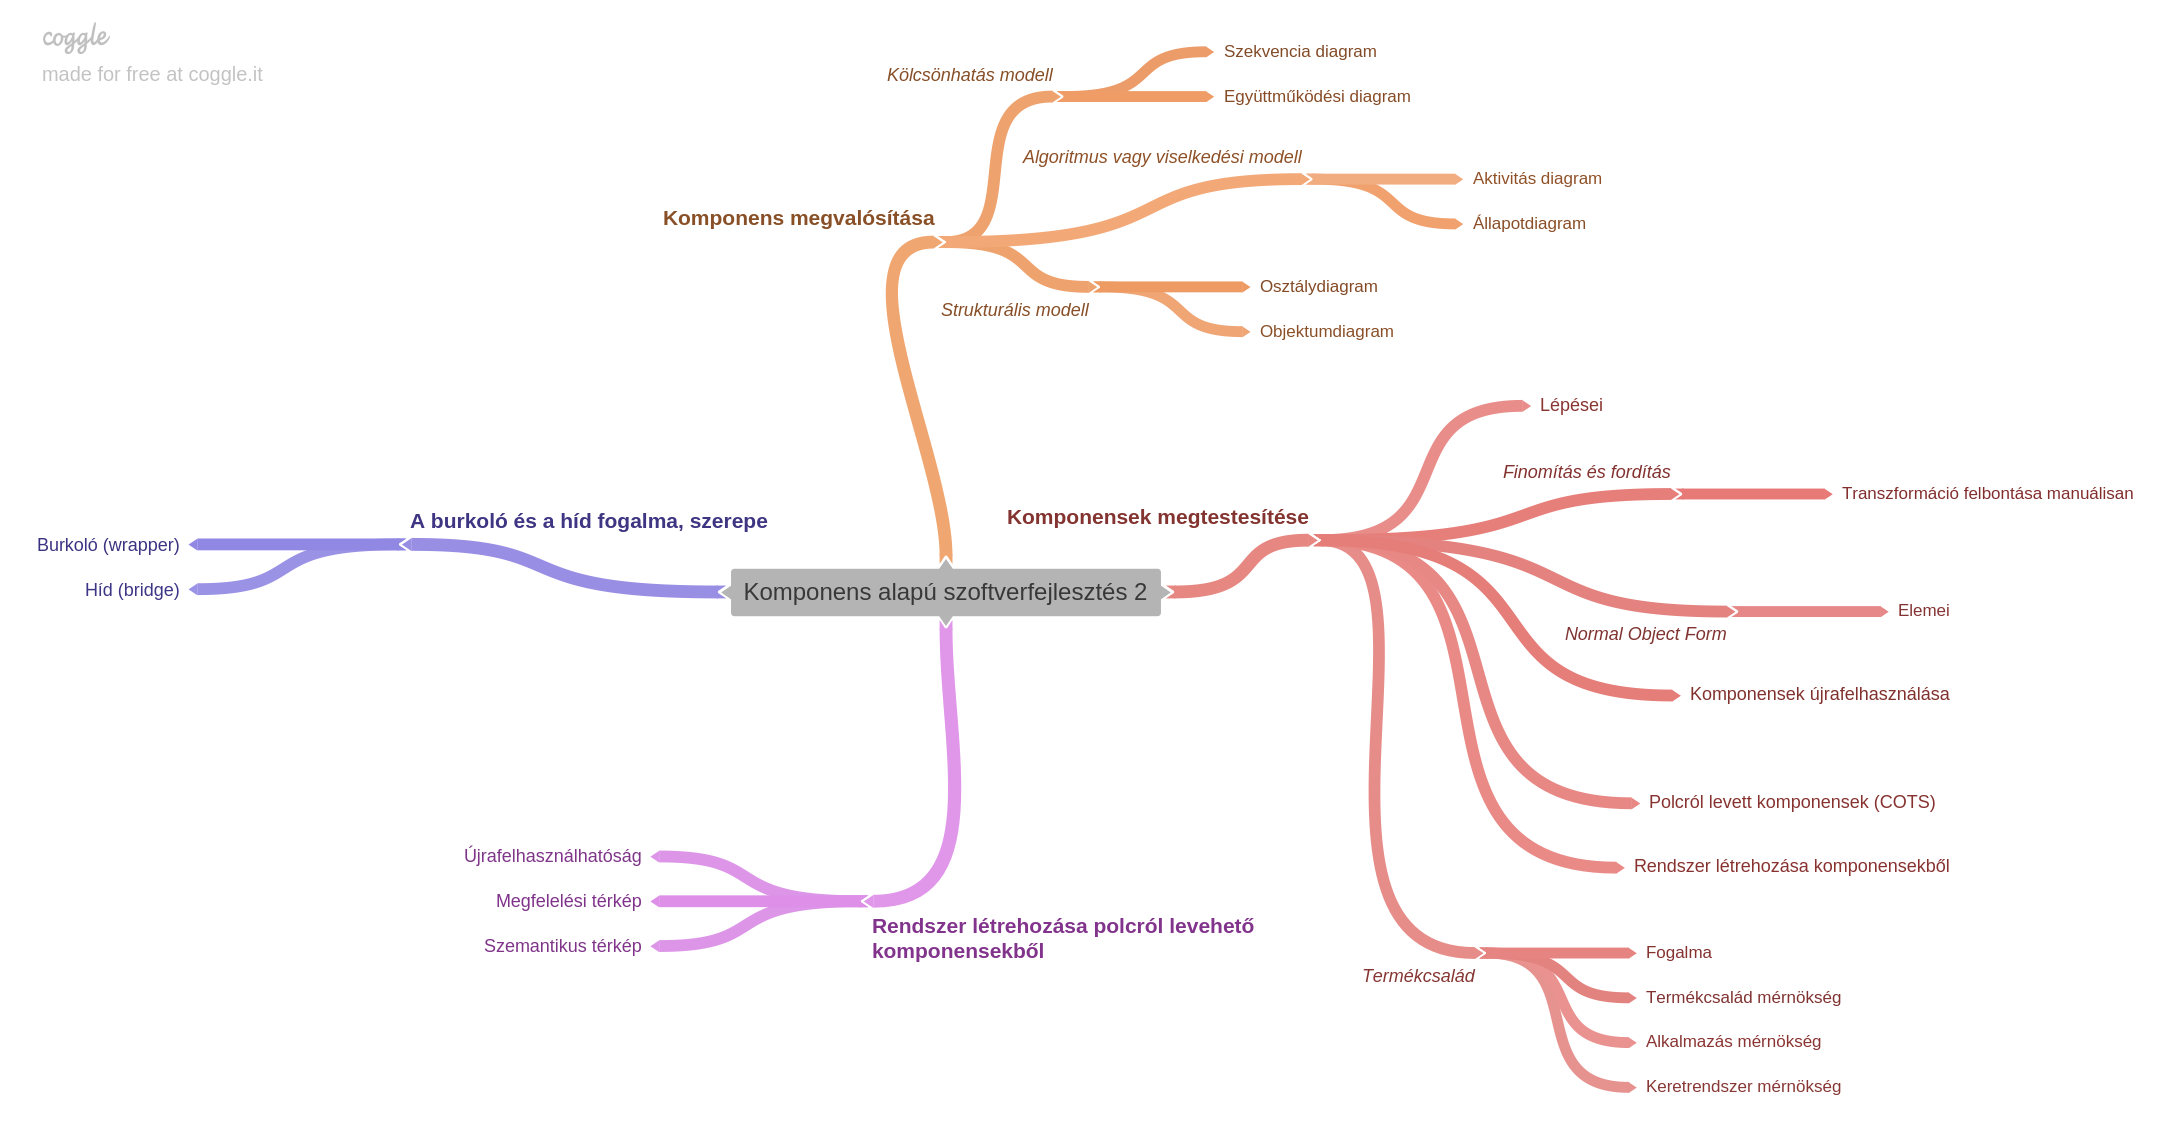 coggle
made for free at coggle.it
Komponens alapú szoftverfejlesztés 2
Komponens megvalósítása
Kölcsönhatás modell
Szekvencia diagram
Együttműködési diagram
Algoritmus vagy viselkedési modell
Aktivitás diagram
Állapotdiagram
Strukturális modell
Osztálydiagram
Objektumdiagram
Komponensek megtestesítése
Lépései
Finomítás és fordítás
Transzformáció felbontása manuálisan
Normal Object Form
Elemei
Komponensek újrafelhasználása
Polcról levett komponensek (COTS)
Rendszer létrehozása komponensekből
Termékcsalád
Fogalma
Termékcsalád mérnökség
Alkalmazás mérnökség
Keretrendszer mérnökség
A burkoló és a híd fogalma, szerepe
Burkoló (wrapper)
Híd (bridge)
Rendszer létrehozása polcról levehető
komponensekből
Újrafelhasználhatóság
Megfelelési térkép
Szemantikus térkép